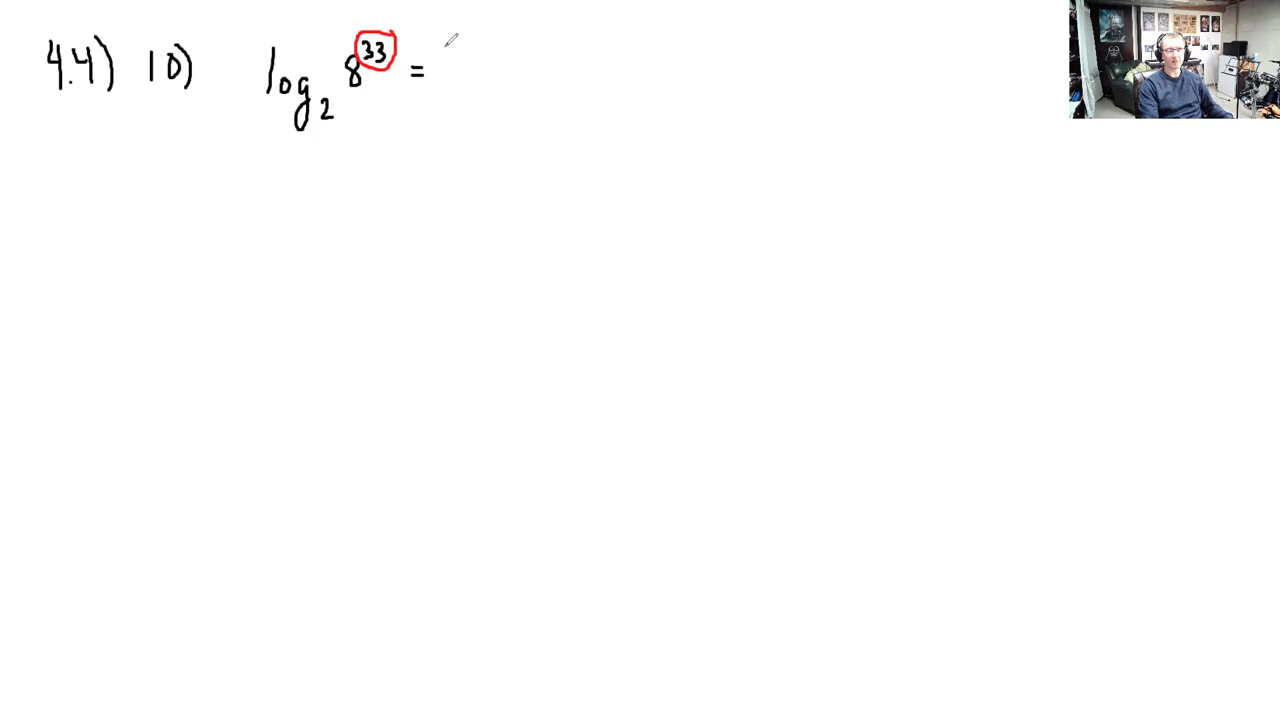 4.4) 10) log₂ 8³³ =